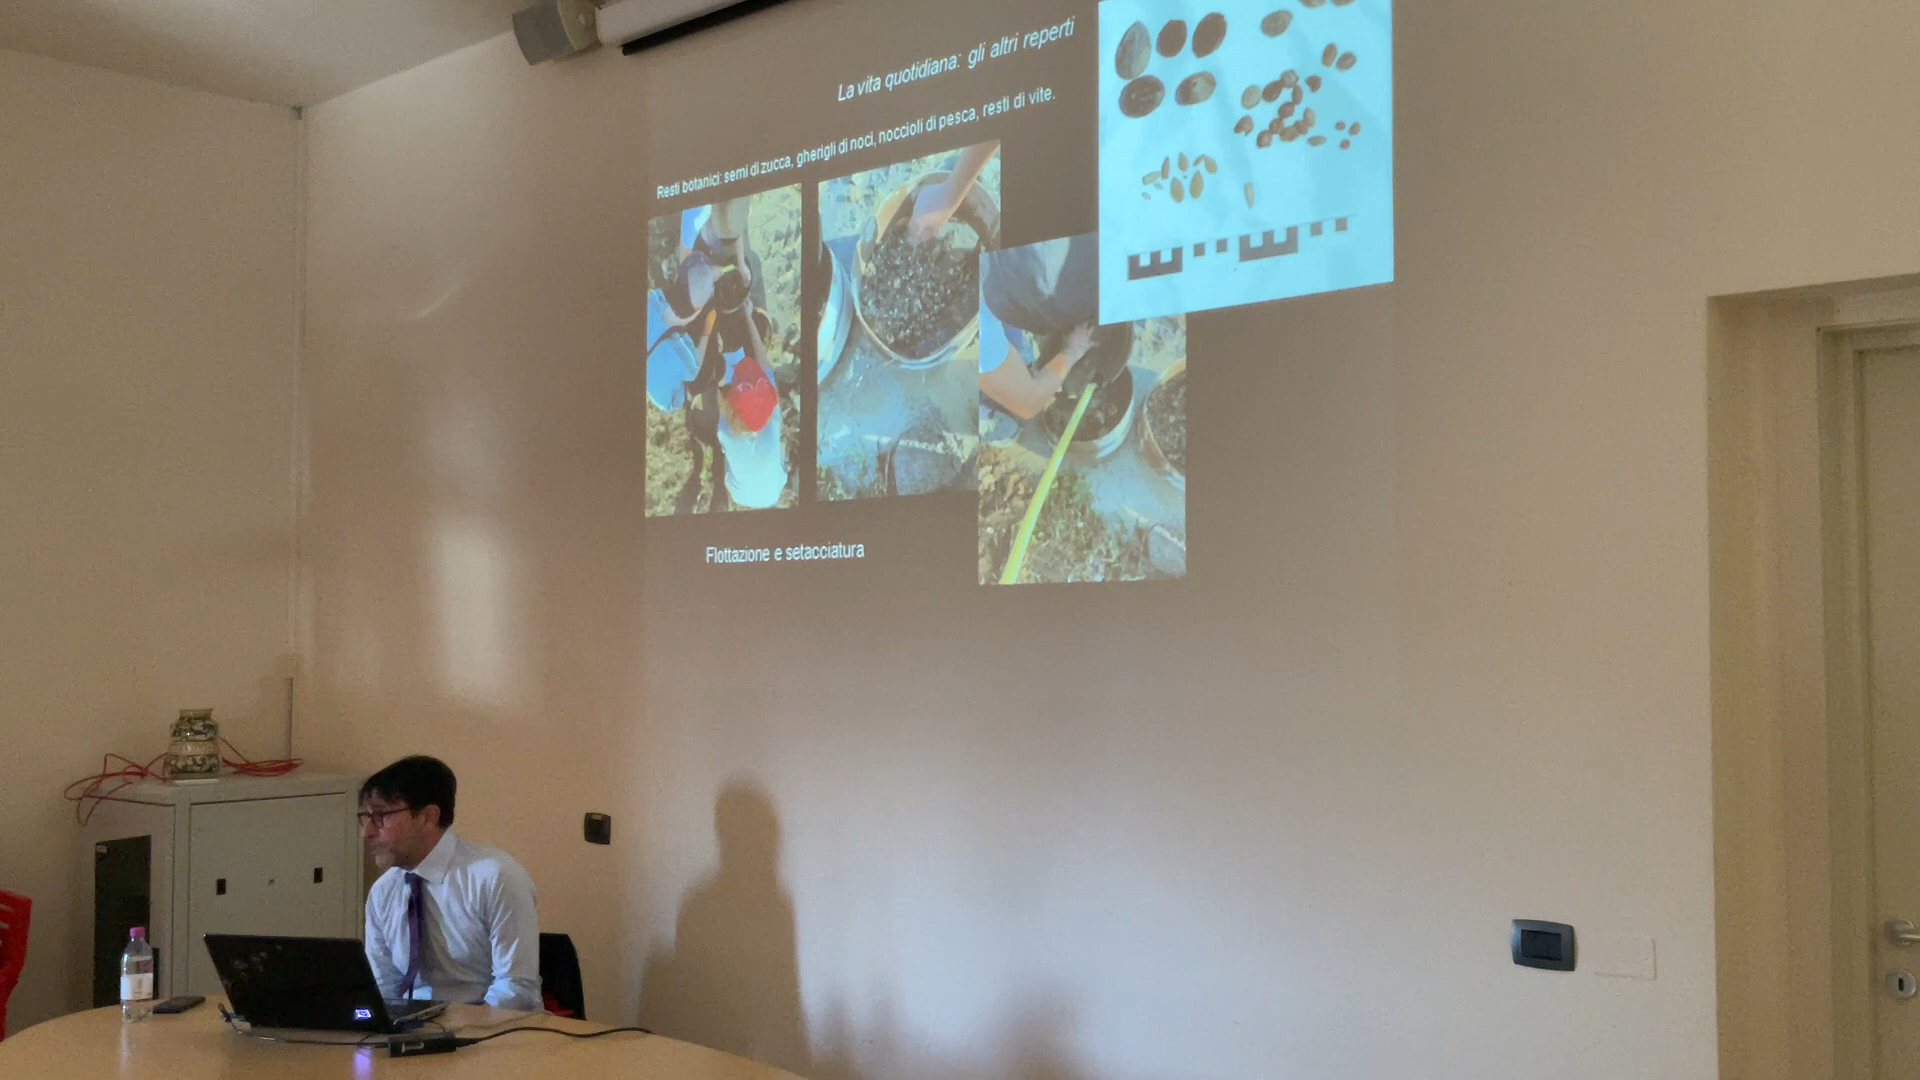 La vita quotidiana: gli altri reperti
Resti botanici: semi di zucca, gherigli di noci, noccioli di pesca, resti di vite.
Flottazione e setacciatura